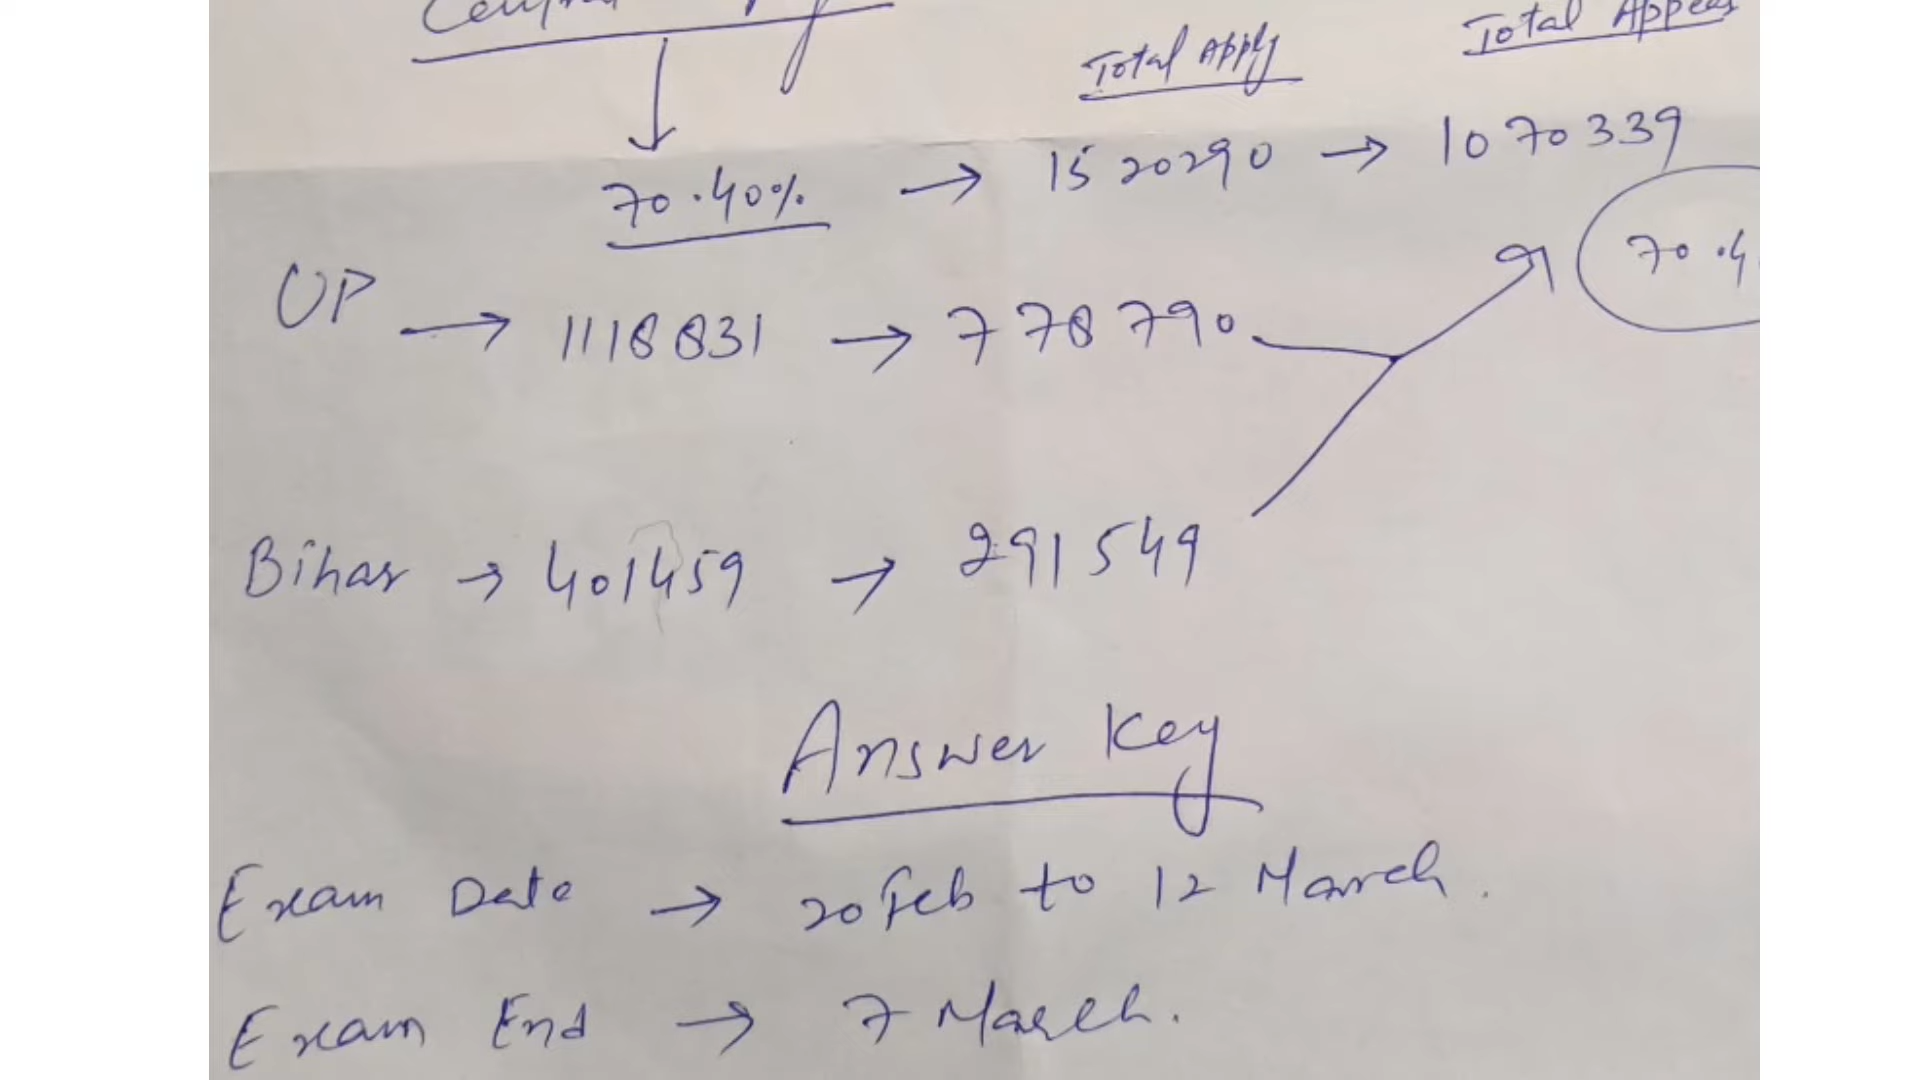 Total Apply Total Appear
70.40% → 1520290 → 1070339
70.4
UP → 1118831 → 778790
Bihar → 401459 → 291549
Answer Key
Exam Date → 20 Feb to 12 March.
Exam End → 7 March.